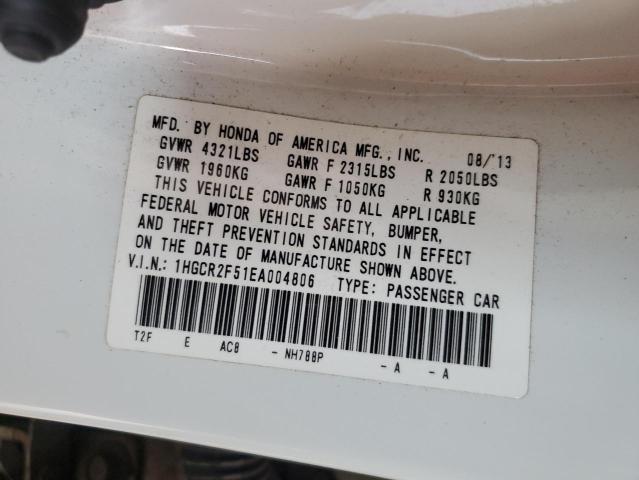 MFD. BY HONDA OF AMERICA MFG., INC. 08/'13
GVWR 4321LBS GAWR F 2315LBS R 2050LBS
GVWR 1960KG GAWR F 1050KG R 930KG
THIS VEHICLE CONFORMS TO ALL APPLICABLE
FEDERAL MOTOR VEHICLE SAFETY, BUMPER,
AND THEFT PREVENTION STANDARDS IN EFFECT
ON THE DATE OF MANUFACTURE SHOWN ABOVE.
V.I.N.: 1HGCR2F51EA004806 TYPE: PASSENGER CAR
T2F E AC8 - NH788P - A - A